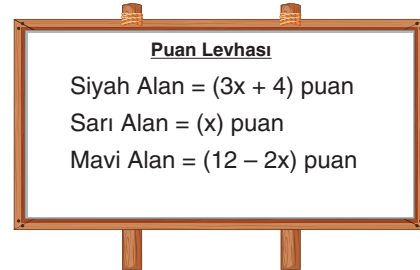 Puan Levhası
Siyah Alan = (3x + 4) puan
Sarı Alan = (x) puan
Mavi Alan = (12 – 2x) puan